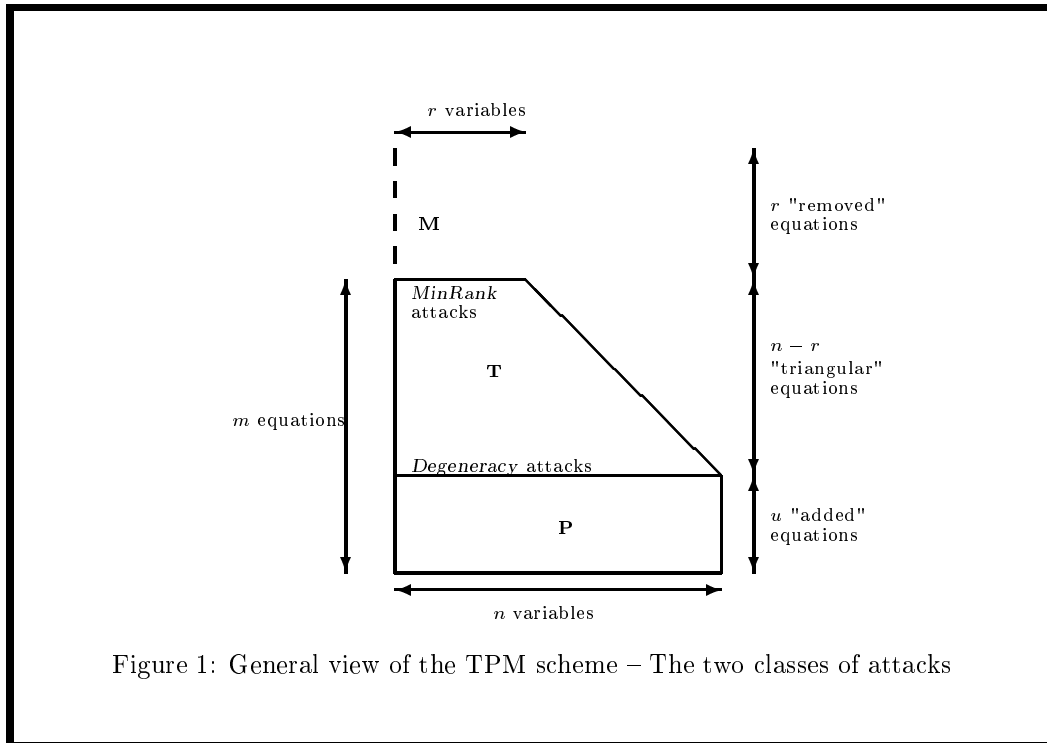 r variables
M
r "removed"
equations
MinRank
attacks
T
n − r
"triangular"
equations
m equations
Degeneracy attacks
P
u "added"
equations
n variables
Figure 1: General view of the TPM scheme – The two classes of attacks